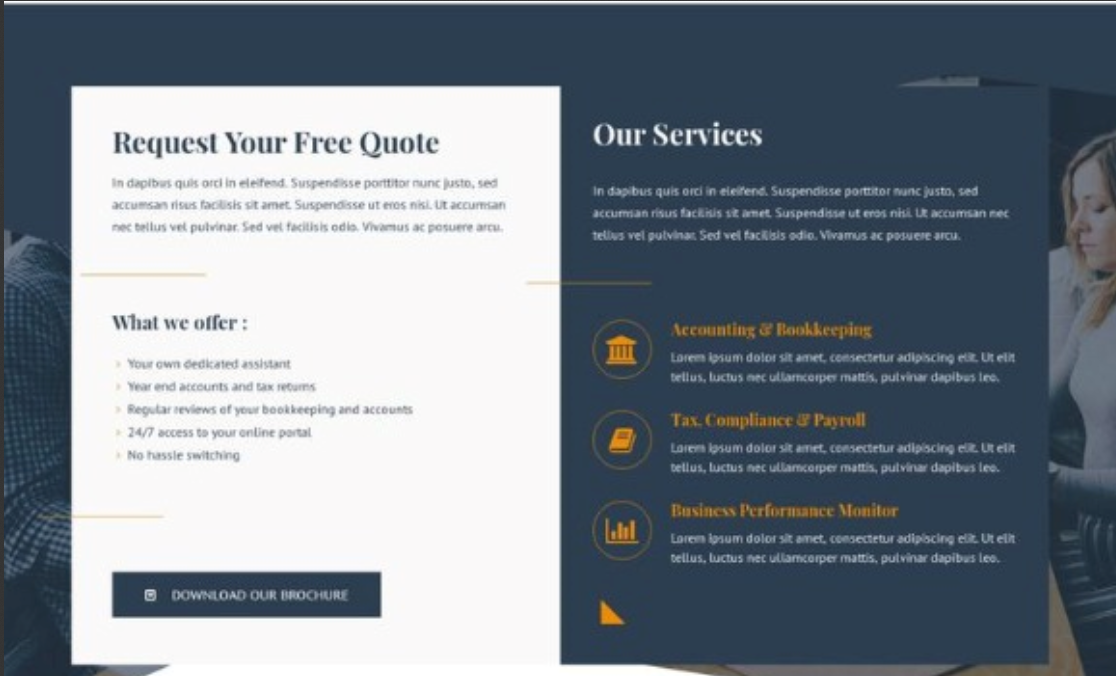 Request Your Free Quote
In dapibus quis orci in eleifend. Suspendisse porttitor nunc justo, sed
accumsan risus facilisis sit amet. Suspendisse ut eros nisi. Ut accumsan
nec tellus vel pulvinar. Sed vel facilisis odio. Vivamus ac posuere arcu.
What we offer :
Your own dedicated assistant
Year end accounts and tax returns
Regular reviews of your bookkeeping and accounts
24/7 access to your online portal
No hassle switching
DOWNLOAD OUR BROCHURE
Our Services
In dapibus quis orci in eleifend. Suspendisse porttitor nunc justo, sed
accumsan risus facilisis sit amet. Suspendisse ut eros nisi. Ut accumsan nec
tellus vel pulvinar. Sed vel facilisis odio. Vivamus ac posuere arcu.
Accounting & Bookkeeping
Lorem ipsum dolor sit amet, consectetur adipiscing elit. Ut elit
tellus, luctus nec ullamcorper mattis, pulvinar dapibus leo.
Tax, Compliance & Payroll
Lorem ipsum dolor sit amet, consectetur adipiscing elit. Ut elit
tellus, luctus nec ullamcorper mattis, pulvinar dapibus leo.
Business Performance Monitor
Lorem ipsum dolor sit amet, consectetur adipiscing elit. Ut elit
tellus, luctus nec ullamcorper mattis, pulvinar dapibus leo.